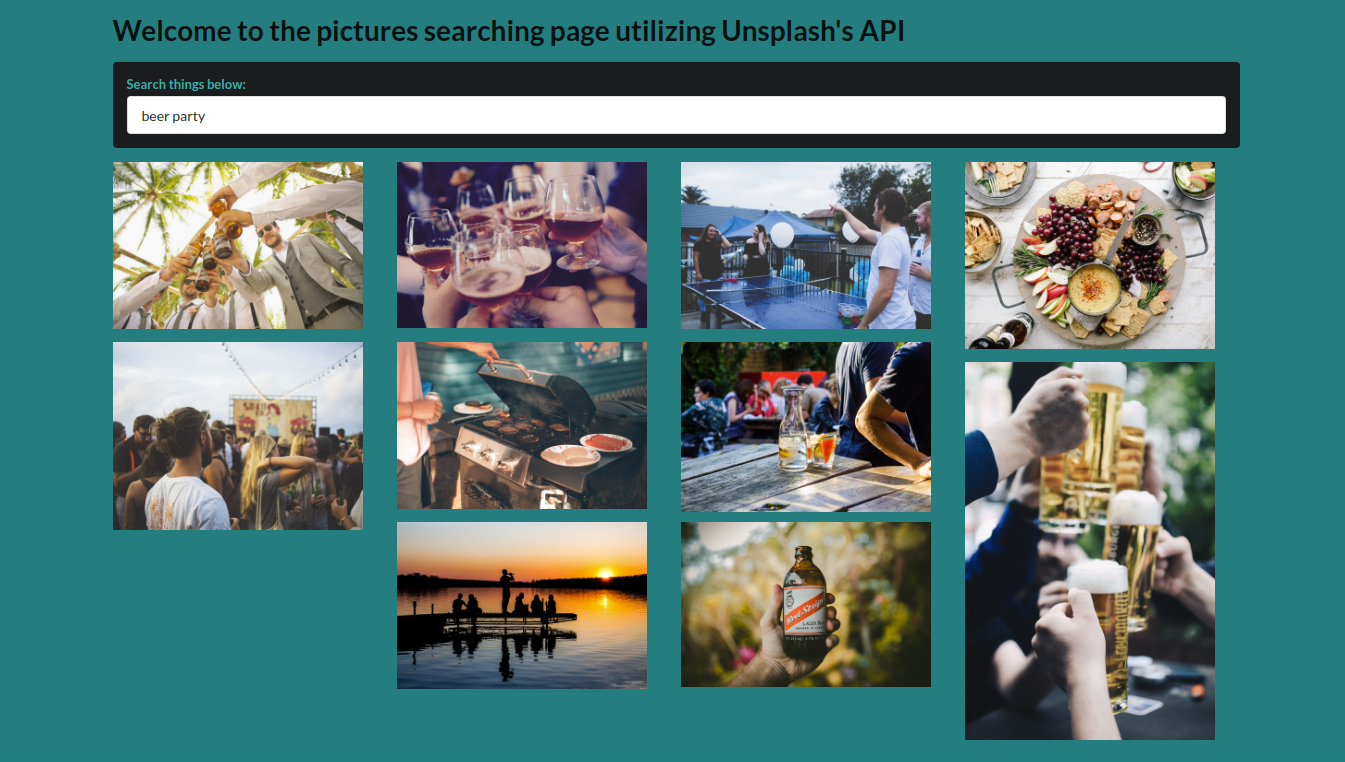 Welcome to the pictures searching page utilizing Unsplash's API
Search things below:
beer party
Red Stripe
LAGER BEER